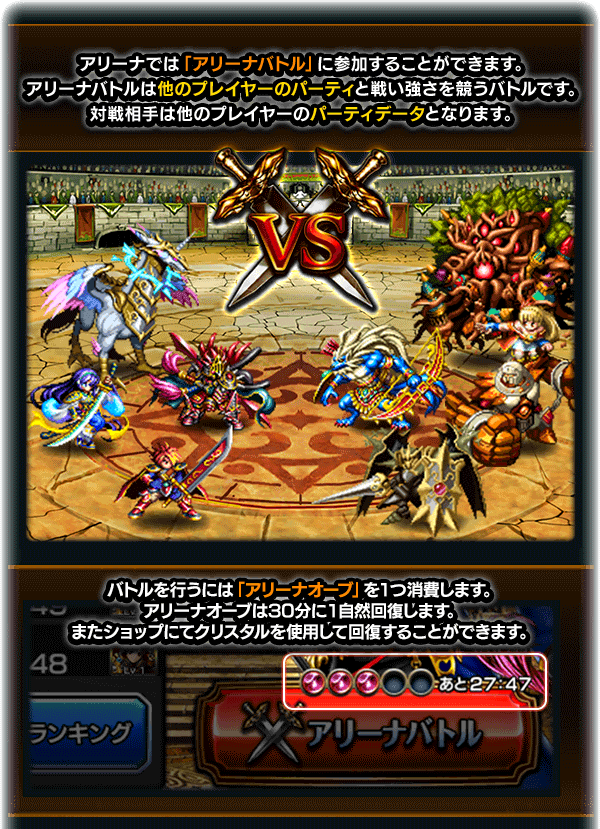 アリーナでは「アリーナバトル」に参加することができます。
アリーナバトルは他のプレイヤーのパーティと戦い強さを競うバトルです。
対戦相手は他のプレイヤーのパーティデータとなります。
VS
バトルを行うには「アリーナオーブ」を1つ消費します。
アリーナオーブは30分に1自然回復します。
またショップにてクリスタルを使用して回復することができます。
48
あと27:47
ランキング
アリーナバトル